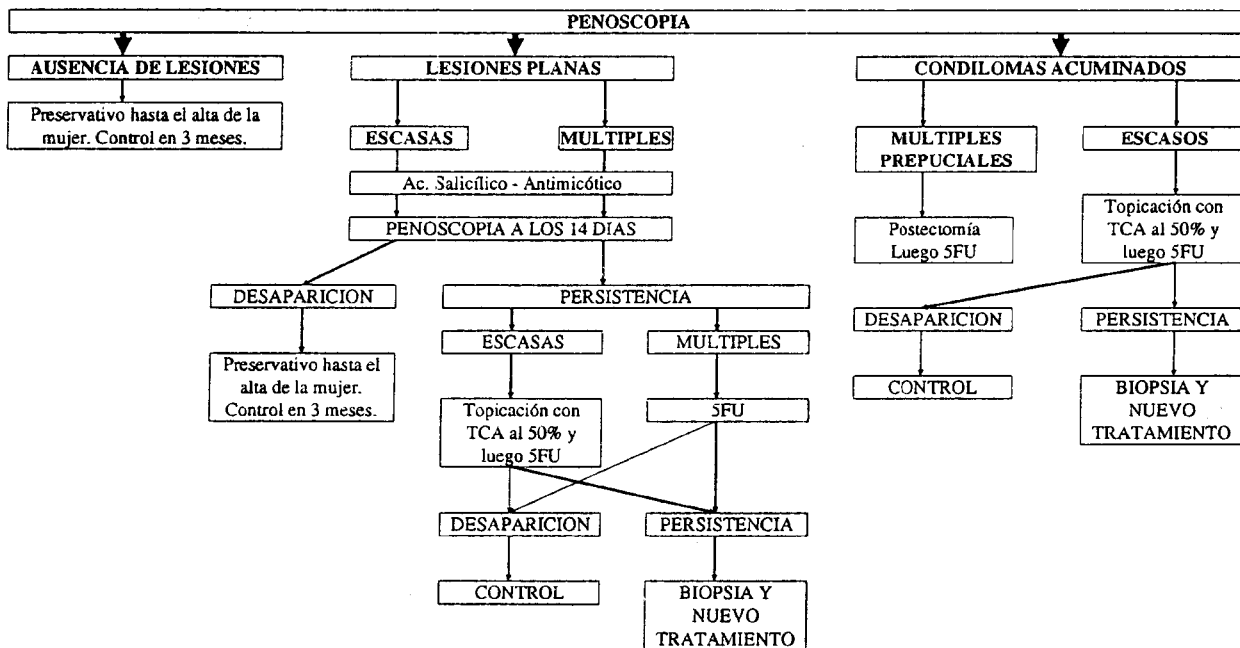 PENOSCOPIA
AUSENCIA DE LESIONES
Preservativo hasta el alta de la
mujer. Control en 3 meses.
LESIONES PLANAS
ESCASAS
MULTIPLES
Ac. Salicílico - Antimicótico
PENOSCOPIA A LOS 14 DIAS
DESAPARICION
Preservativo hasta el
alta de la mujer.
Control en 3 meses.
PERSISTENCIA
ESCASAS
MULTIPLES
Topicación con
TCA al 50% y
luego 5FU
5FU
DESAPARICION
PERSISTENCIA
CONTROL
BIOPSIA Y
NUEVO
TRATAMIENTO
CONDILOMAS ACUMINADOS
MULTIPLES
PREPUCIALES
Postectomía
Luego 5FU
ESCASOS
Topicación con
TCA al 50% y
luego 5FU
DESAPARICION
PERSISTENCIA
CONTROL
BIOPSIA Y
NUEVO
TRATAMIENTO